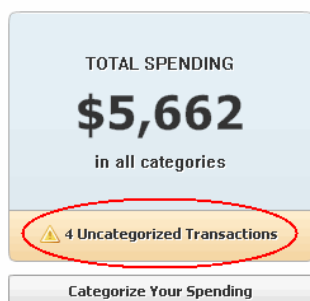 TOTAL SPENDING
$5,662
in all categories
4 Uncategorized Transactions
Categorize Your Spending